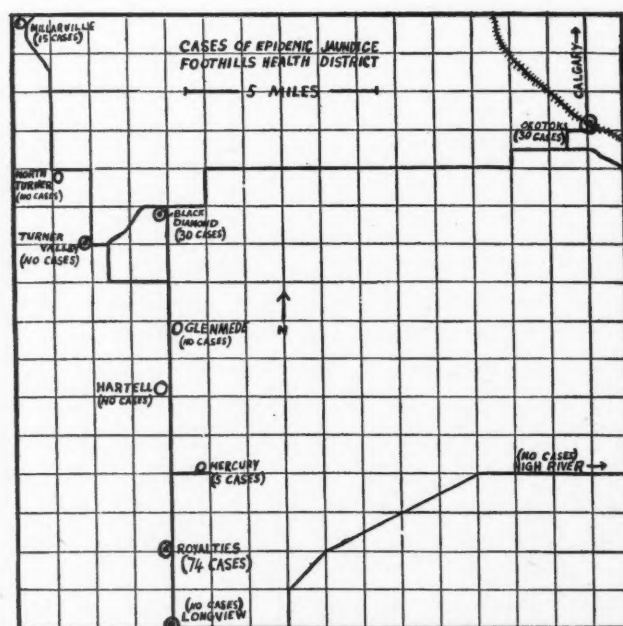 MILLARVILLE
(15 CASES)
CASES OF EPIDEMIC JAUNDICE
FOOTHILLS HEALTH DISTRICT
5 MILES
CALGARY
OKOTOKS
(30 CASES)
NORTH
TURNER
(NO CASES)
BLACK
DIAMOND
(30 CASES)
TURNER
VALLEY
(NO CASES)
N
GLENMEDE
(NO CASES)
HARTELL
(NO CASES)
MERCURY
(5 CASES)
(NO CASES)
HIGH RIVER
ROYALTIES
(74 CASES)
(NO CASES)
LONGVIEW